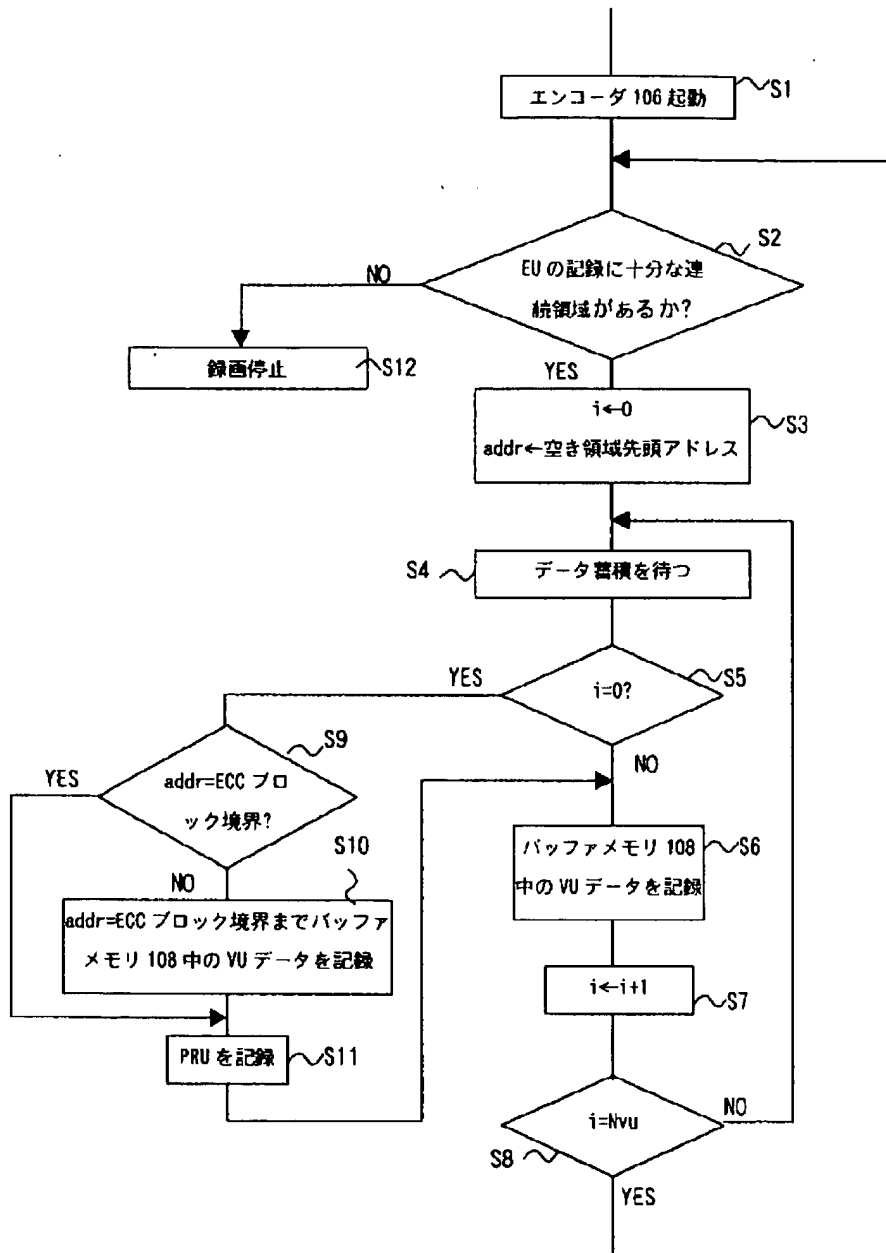 エンコーダ 106 起動
S1
EU の記録に十分な連
続領域があるか?
S2
NO
録画停止
S12
YES
i←0
addr←空き領域先頭アドレス
S3
S4
データ蓄積を待つ
YES
i=0?
S5
NO
S9
YES
addr=ECC ブロ
ック境界?
S10
NO
addr=ECC ブロック境界までバッファ
メモリ 108 中の VU データを記録
バッファメモリ 108
中の VU データを記録
S6
i←i+1
S7
PRU を記録
S11
i=Nvu
NO
S8
YES